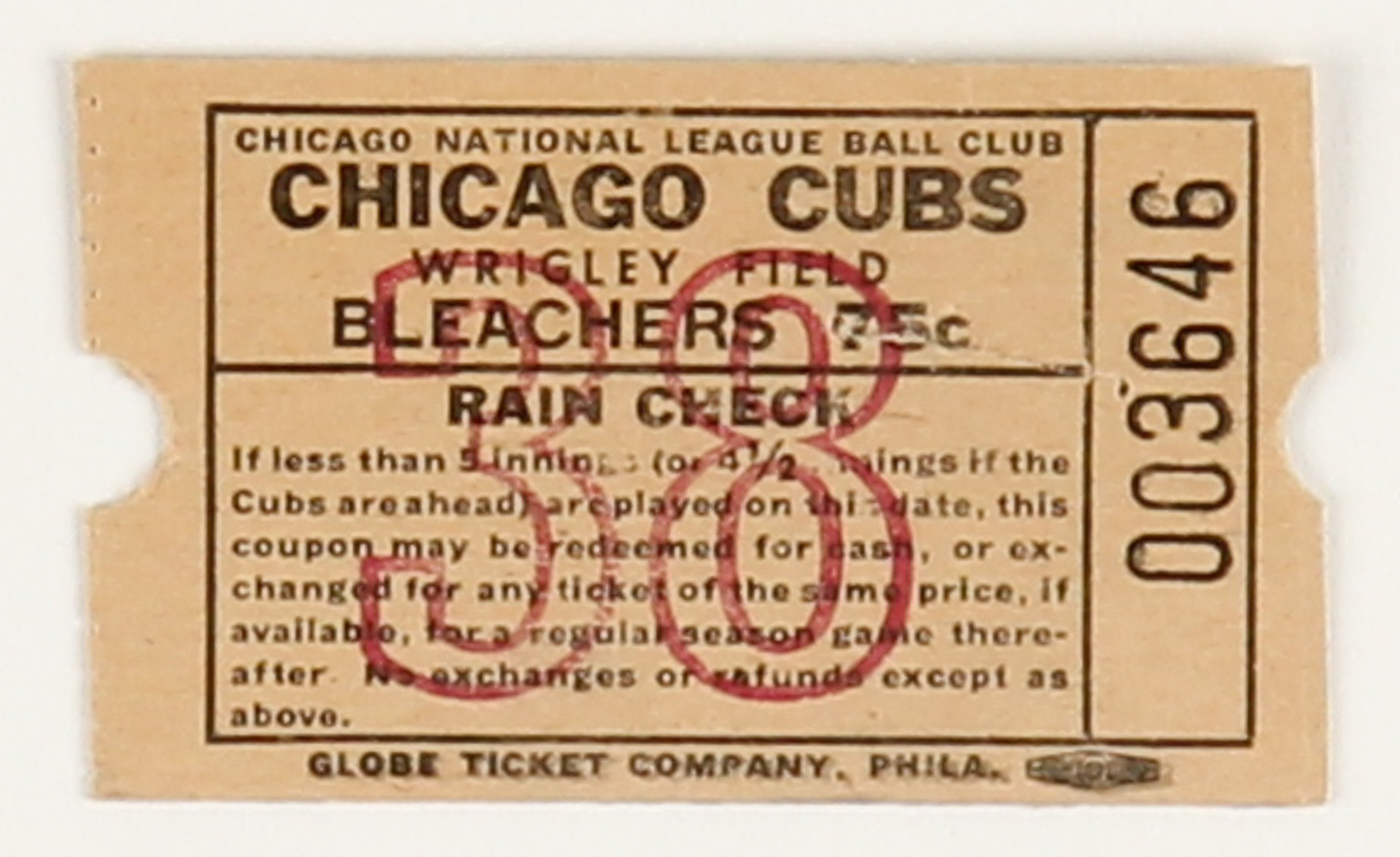 CHICAGO NATIONAL LEAGUE BALL CLUB
CHICAGO CUBS
WRIGLEY FIELD
BLEACHERS 75c
38
RAIN CHECK
If less than 5 innings (or 4 1/2 innings if the
Cubs are ahead) are played on this date, this
coupon may be redeemed for cash, or ex-
changed for any ticket of the same price, if
available, for a regular season game there-
after. No exchanges or refunds except as
above.
GLOBE TICKET COMPANY, PHILA.
003646